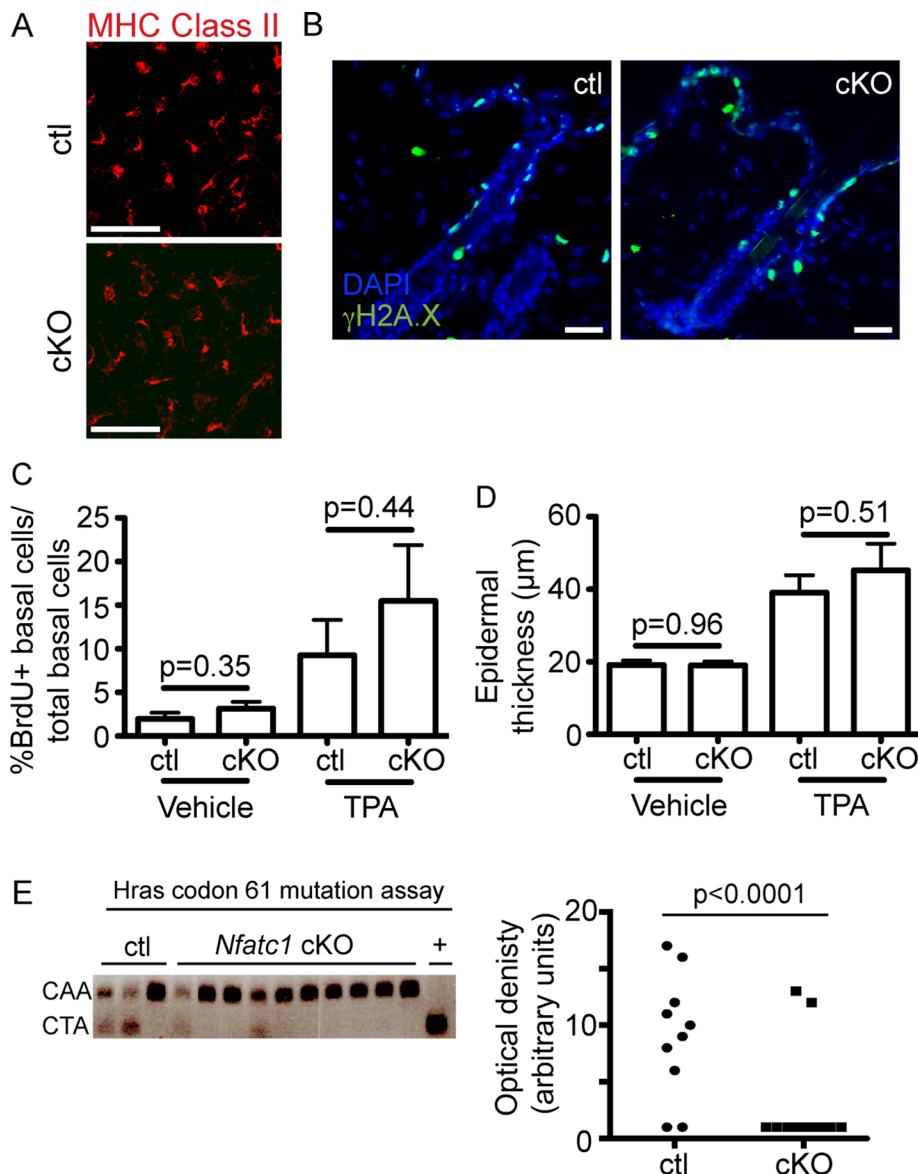 A
MHC Class II
ctl
cKO
B
ctl
cKO
DAPI
γH2A.X
C
%BrdU+ basal cells/
total basal cells
25
20
15
10
5
0
p=0.35
p=0.44
ctl
cKO
ctl
cKO
Vehicle
TPA
D
Epidermal
thickness (µm)
60
40
20
0
p=0.96
p=0.51
ctl
cKO
ctl
cKO
Vehicle
TPA
E
Hras codon 61 mutation assay
ctl
Nfatc1 cKO
+
CAA
CTA
p<0.0001
Optical denisty
(arbitrary units)
20
10
0
ctl
cKO